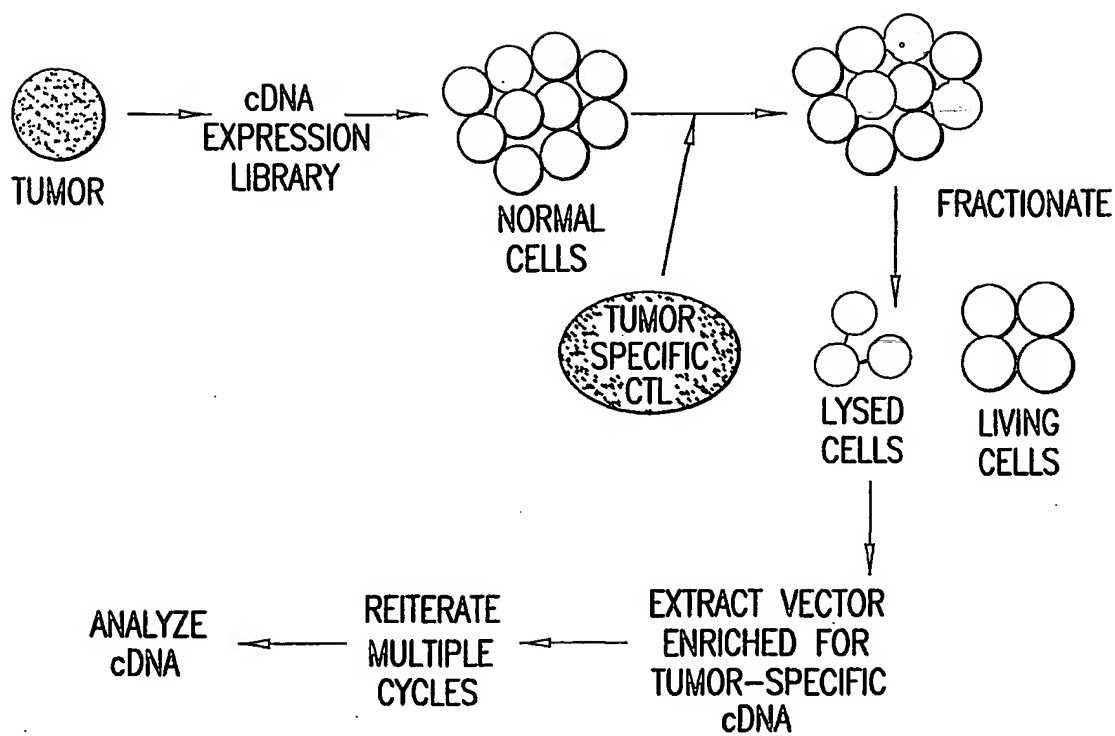 TUMOR
cDNA
EXPRESSION
LIBRARY
NORMAL
CELLS
TUMOR
SPECIFIC
CTL
FRACTIONATE
LYSED
CELLS
LIVING
CELLS
EXTRACT VECTOR
ENRICHED FOR
TUMOR-SPECIFIC
cDNA
REITERATE
MULTIPLE
CYCLES
ANALYZE
cDNA